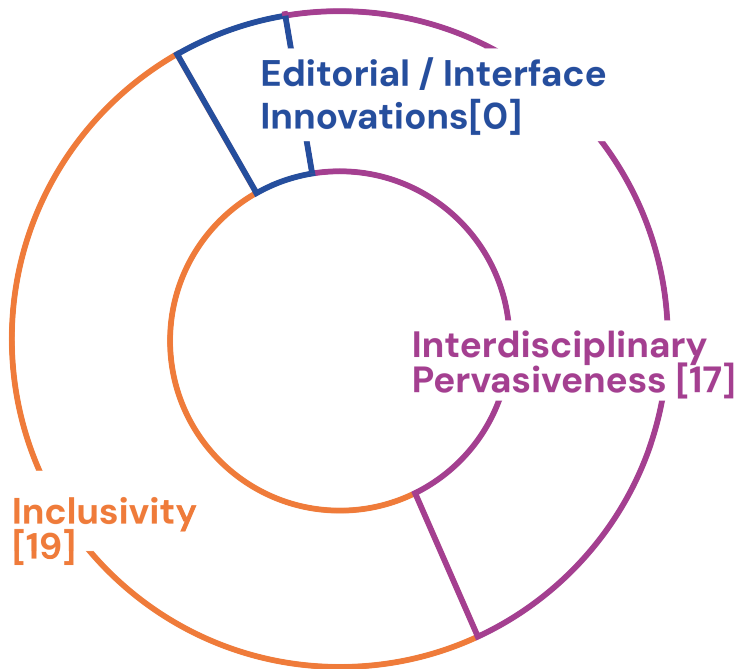 Editorial / Interface
Innovations[0]
Interdisciplinary
Pervasiveness [17]
Inclusivity
[19]